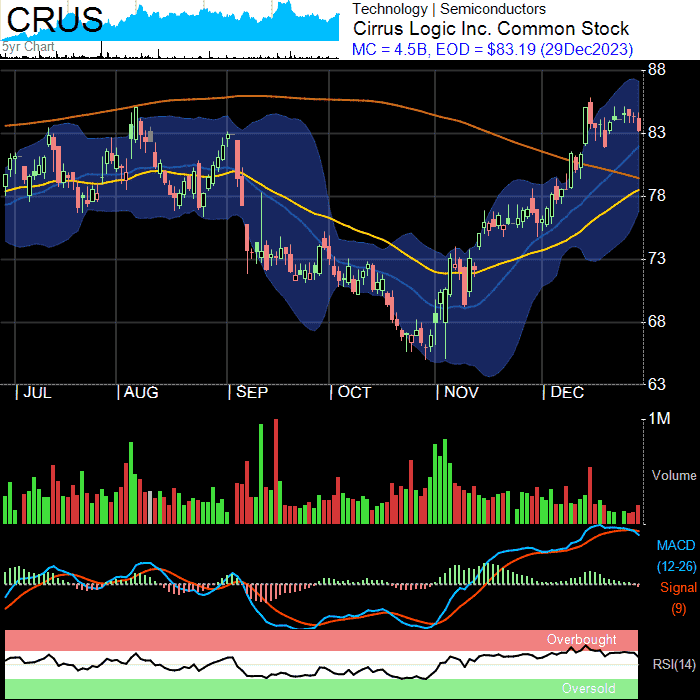 CRUS
5yr Chart
Technology | Semiconductors
Cirrus Logic Inc. Common Stock
MC = 4.5B, EOD = $83.19 (29Dec2023)
88
83
78
73
68
63
| JUL | AUG | SEP | OCT | NOV | DEC
1M
Volume
MACD
(12-26)
Signal
(9)
Overbought
RSI(14)
Oversold